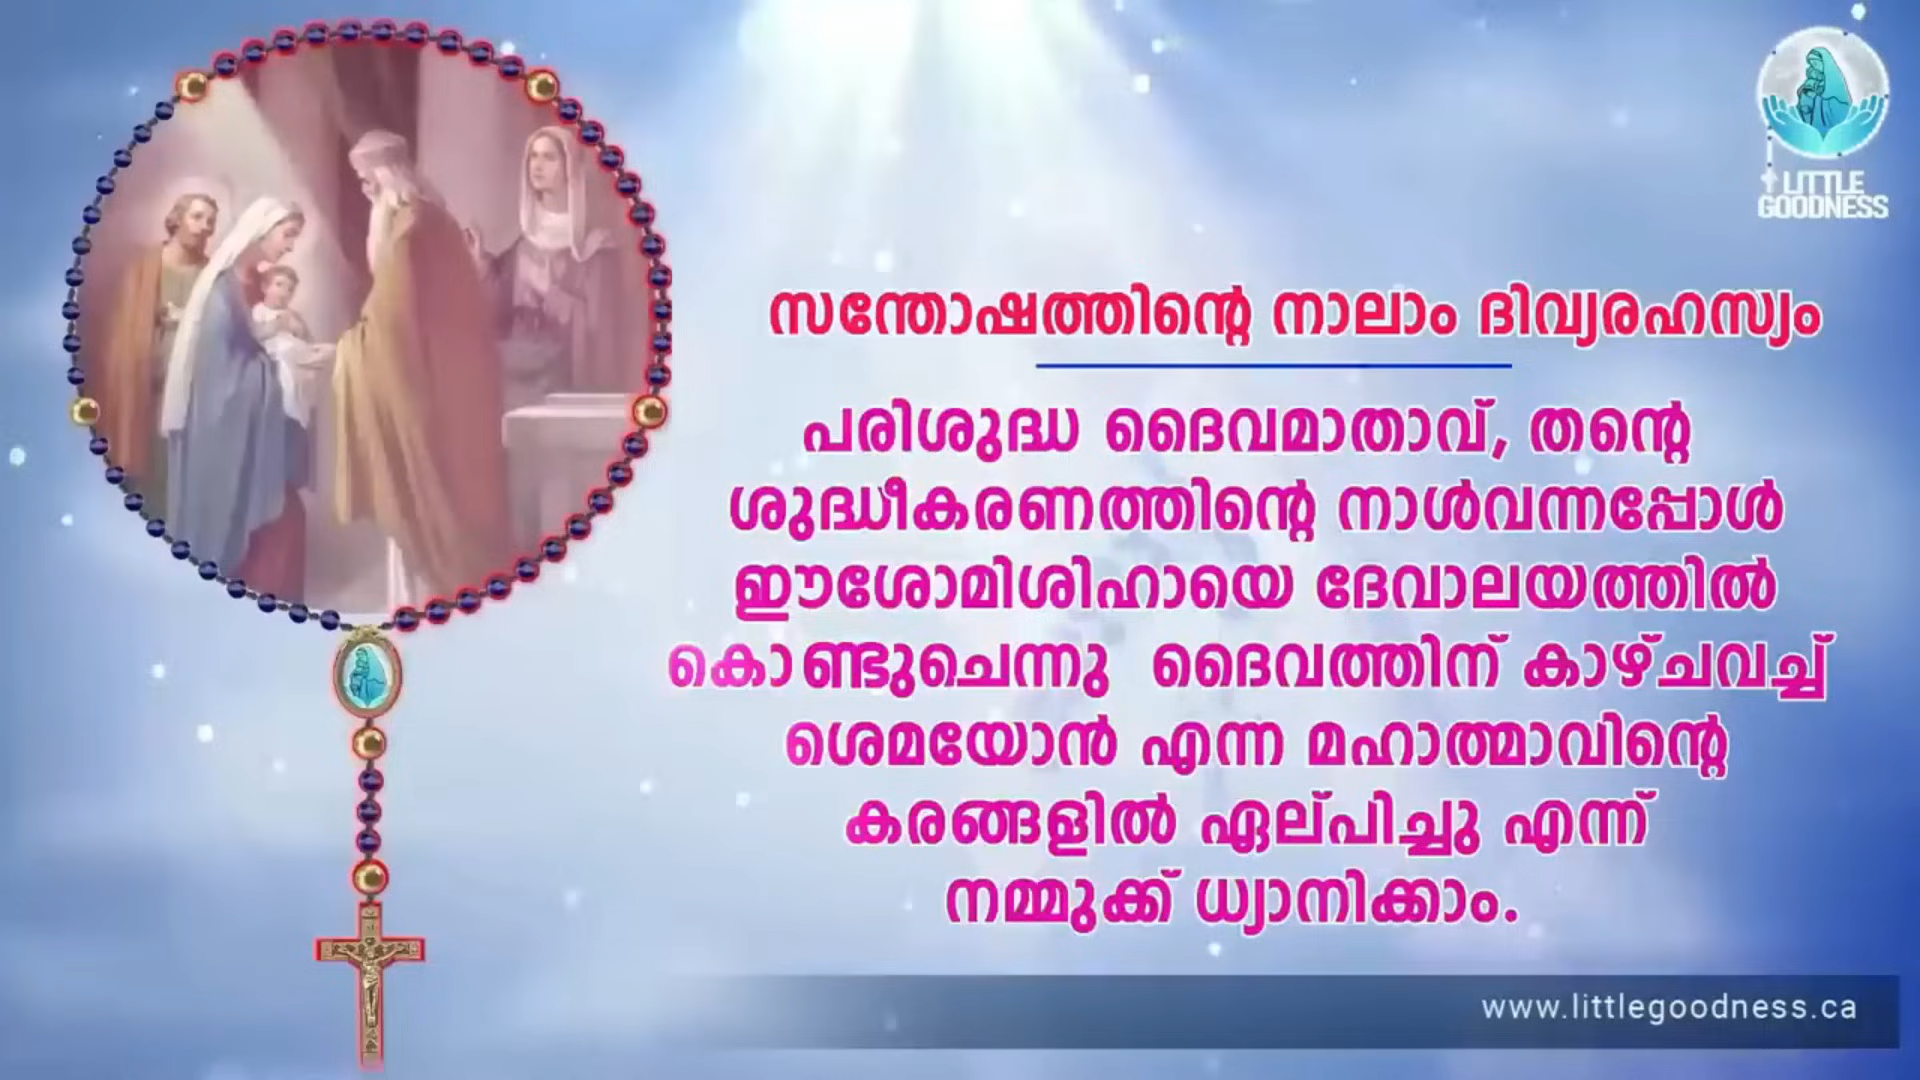 LITTLE
GOODNESS
സന്തോഷത്തിന്റെ നാലാം ദിവ്യരഹസ്യം
പരിശുദ്ധ ദൈവമാതാവ്, തന്റെ
ശുദ്ധീകരണത്തിന്റെ നാൾവന്നപ്പോൾ
ഈശോമിശിഹായെ ദേവാലയത്തിൽ
കൊണ്ടുചെന്നു ദൈവത്തിന് കാഴ്ചവച്ച്
ശെമയോൻ എന്ന മഹാത്മാവിന്റെ
കരങ്ങളിൽ ഏല്പിച്ചു എന്ന്
നമ്മുക്ക് ധ്യാനിക്കാം.
www.littlegoodness.ca